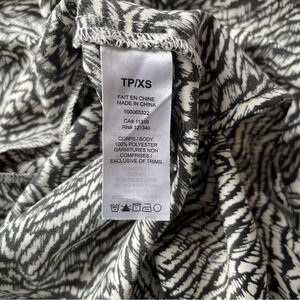 TP/XS
FAIT EN CHINE
MADE IN CHINA
100065322
CA# 11316
RN# 121340
CORPS / BODY:
100% POLYESTER
GARNITURES NON
COMPRISES /
EXCLUSIVE OF TRIMS